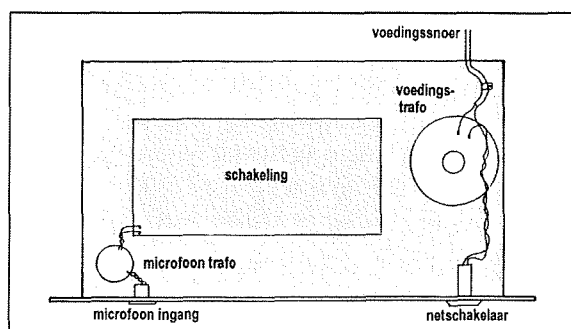 voedingssnoer
voedings-
trafo
schakeling
microfoon trafo
microfoon ingang
netschakelaar